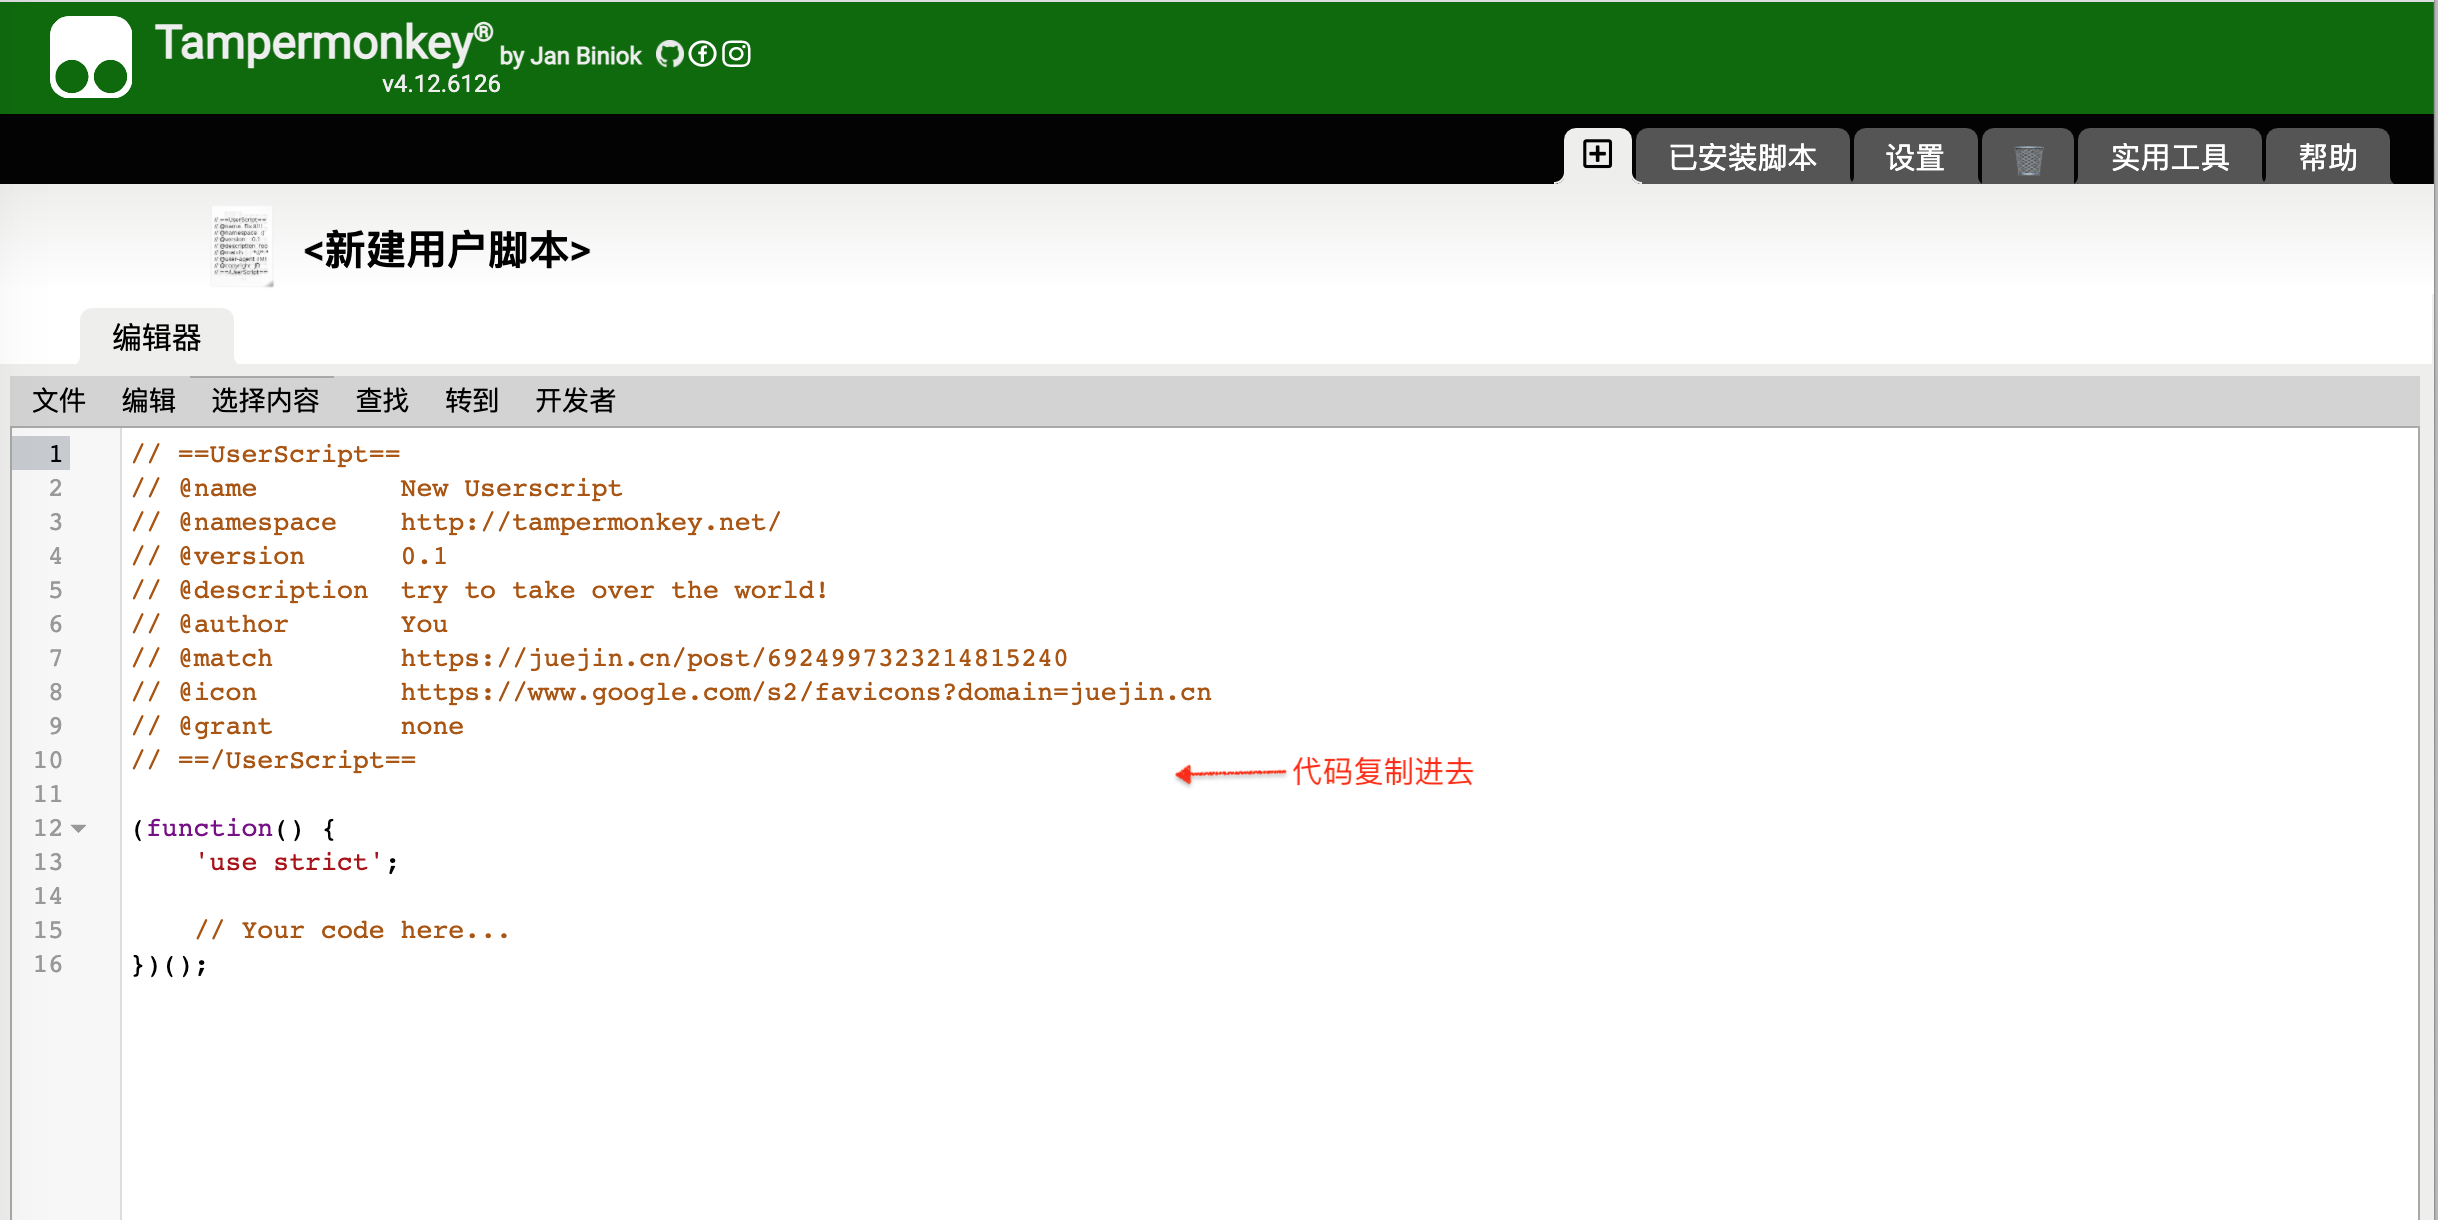 Tampermonkey® by Jan Biniok
v4.12.6126
已安装脚本 设置 实用工具 帮助
<新建用户脚本>
编辑器
文件 编辑 选择内容 查找 转到 开发者
1 // ==UserScript==
2 // @name         New Userscript
3 // @namespace    http://tampermonkey.net/
4 // @version      0.1
5 // @description  try to take over the world!
6 // @author       You
7 // @match        https://juejin.cn/post/6924997323214815240
8 // @icon         https://www.google.com/s2/favicons?domain=juejin.cn
9 // @grant        none
10 // ==/UserScript==
代码复制进去
11
12 (function() {
13     'use strict';
14
15     // Your code here...
16 })();